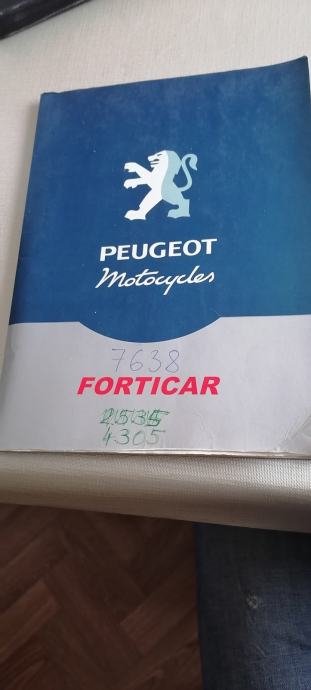 PEUGEOT
Motocycles
7638
FORTICAR
4305